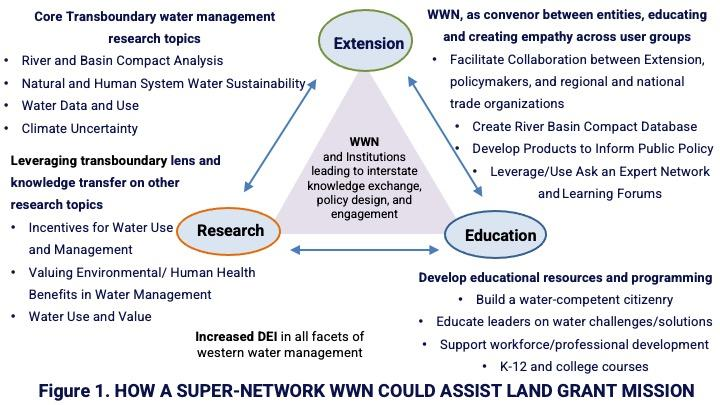 Core Transboundary water management
research topics
• River and Basin Compact Analysis
• Natural and Human System Water Sustainability
• Water Data and Use
• Climate Uncertainty
Leveraging transboundary lens and
knowledge transfer on other
research topics
• Incentives for Water Use
and Management
• Valuing Environmental/ Human Health
Benefits in Water Management
• Water Use and Value
Extension
WWN
and Institutions
leading to interstate
knowledge exchange,
policy design, and
engagement
Research
Education
WWN, as convenor between entities, educating
and creating empathy across user groups
• Facilitate Collaboration between Extension,
policymakers, and regional and national
trade organizations
• Create River Basin Compact Database
• Develop Products to Inform Public Policy
• Leverage/Use Ask an Expert Network
and Learning Forums
Develop educational resources and programming
• Build a water-competent citizenry
• Educate leaders on water challenges/solutions
• Support workforce/professional development
• K-12 and college courses
Increased DEI in all facets of
western water management
Figure 1. HOW A SUPER-NETWORK WWN COULD ASSIST LAND GRANT MISSION